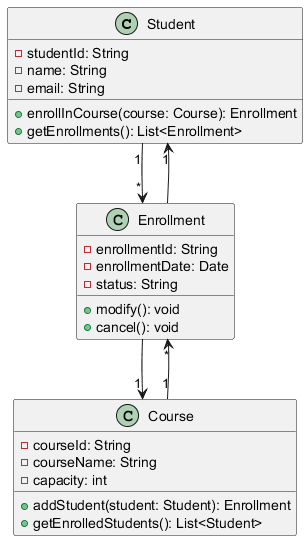 C Student
studentId: String
name: String
email: String
enrollInCourse(course: Course): Enrollment
getEnrollments(): List<Enrollment>
1 1
*
C Enrollment
enrollmentId: String
enrollmentDate: Date
status: String
modify(): void
cancel(): void
*
1 1
C Course
courseId: String
courseName: String
capacity: int
addStudent(student: Student): Enrollment
getEnrolledStudents(): List<Student>